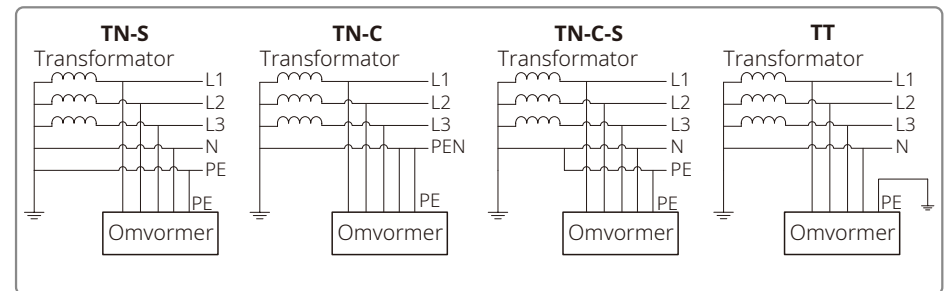 TN-S
Transformator
L1
L2
L3
N
PE
PE
Omvormer
TN-C
Transformator
L1
L2
L3
PEN
PE
Omvormer
TN-C-S
Transformator
L1
L2
L3
N
PE
PE
Omvormer
TT
Transformator
L1
L2
L3
N
PE
Omvormer